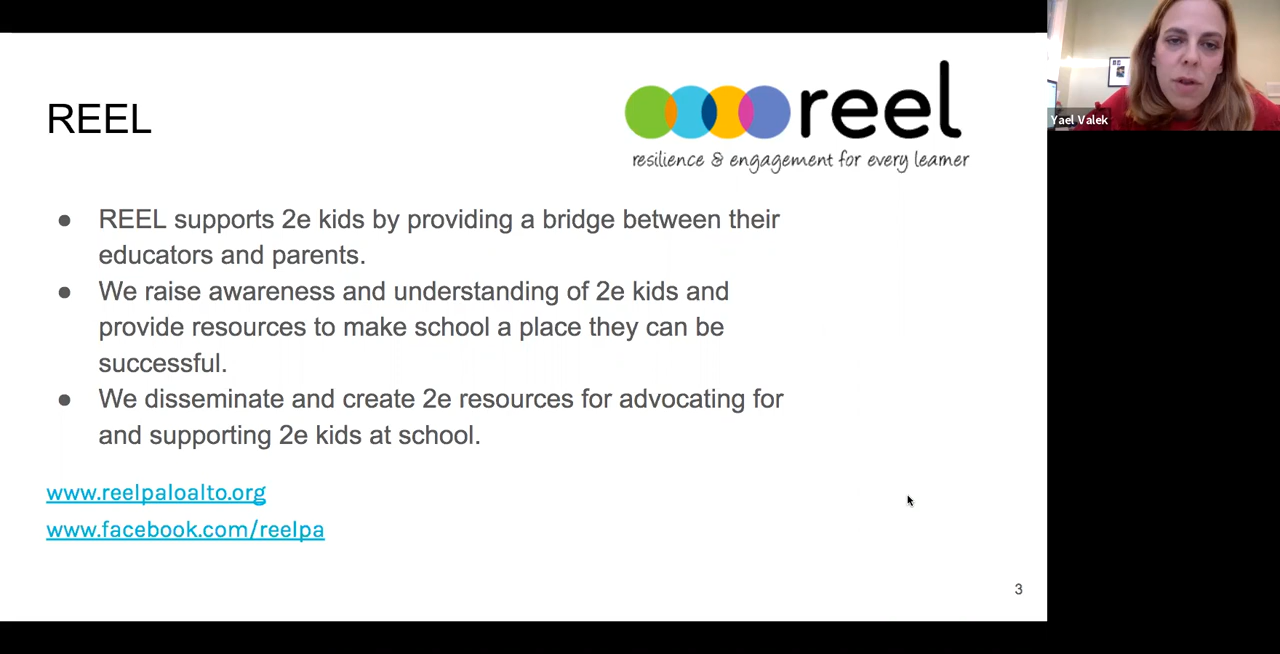 REEL
reel
resilience & engagement for every learner
● REEL supports 2e kids by providing a bridge between their
educators and parents.
● We raise awareness and understanding of 2e kids and
provide resources to make school a place they can be
successful.
● We disseminate and create 2e resources for advocating for
and supporting 2e kids at school.
www.reelpaloalto.org
www.facebook.com/reelpa
3
Yael Valek